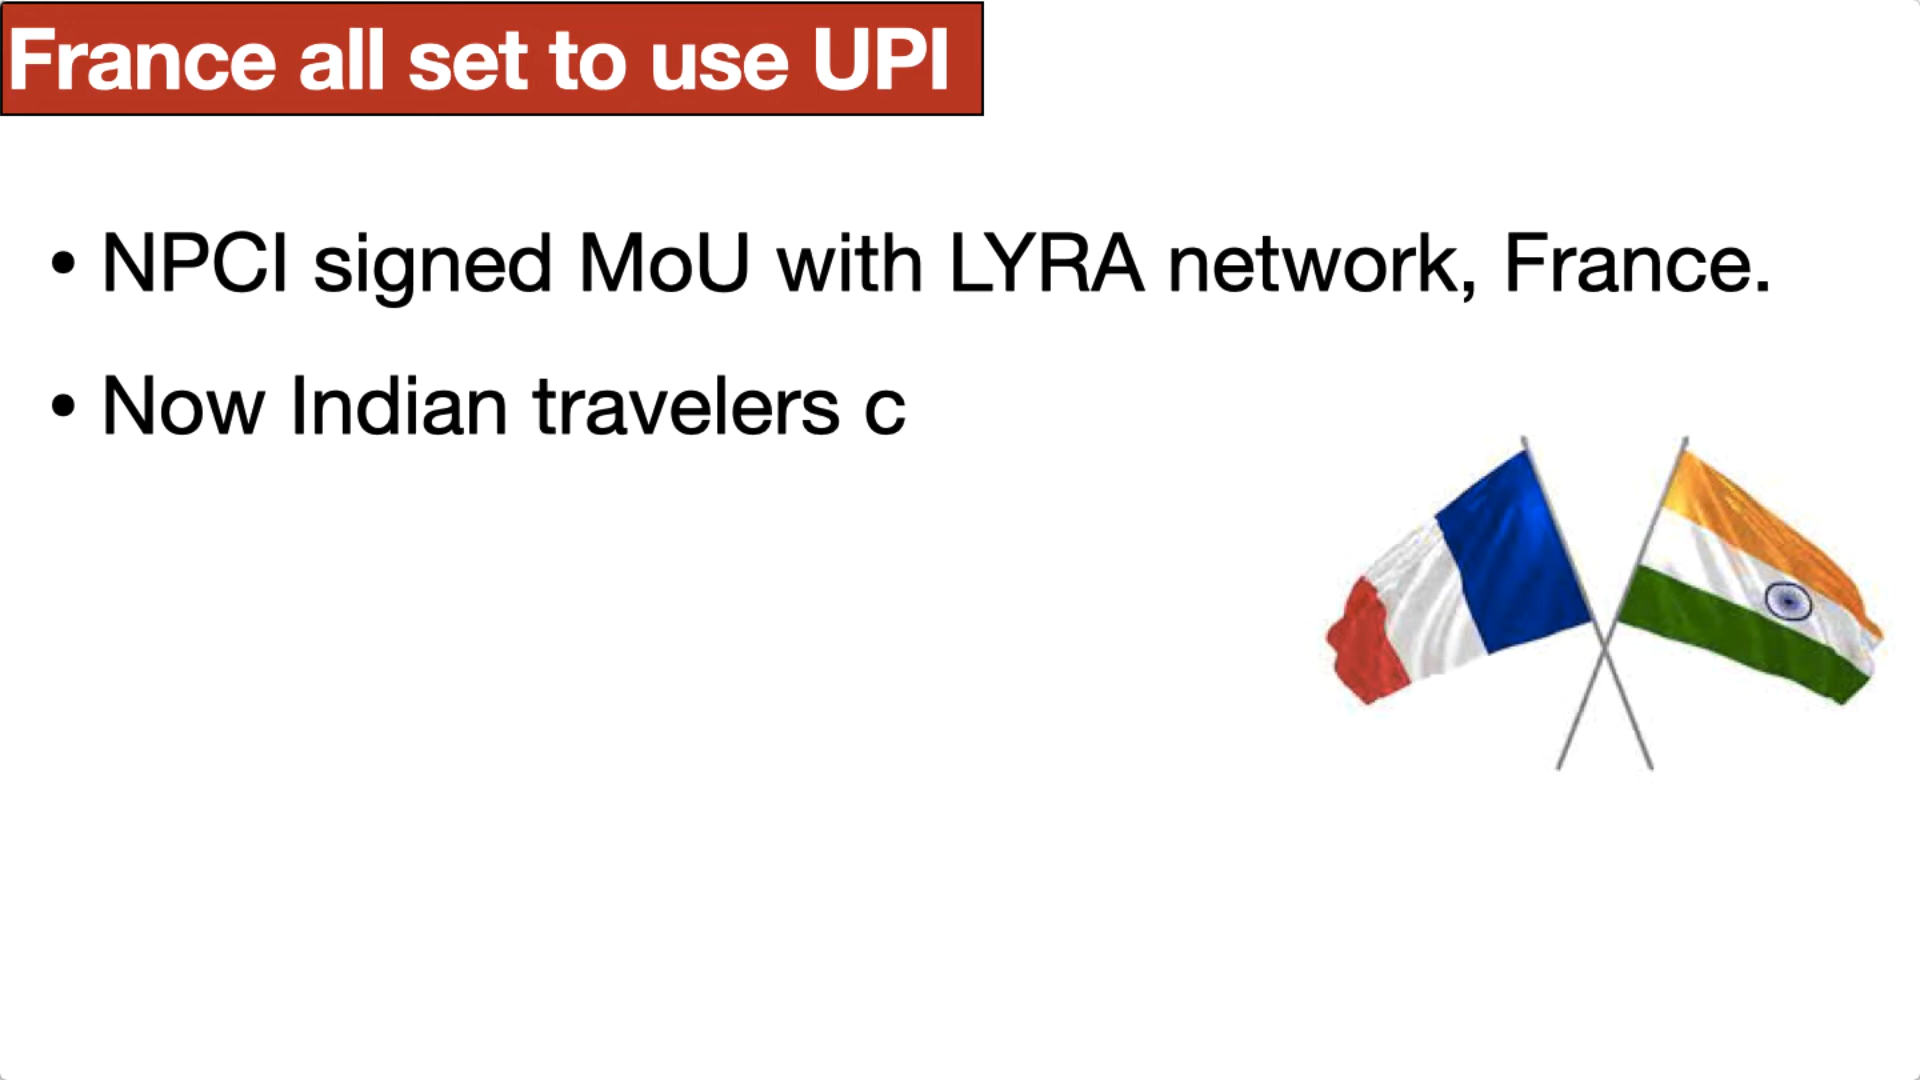 France all set to use UPI
• NPCI signed MoU with LYRA network, France.
• Now Indian travelers c